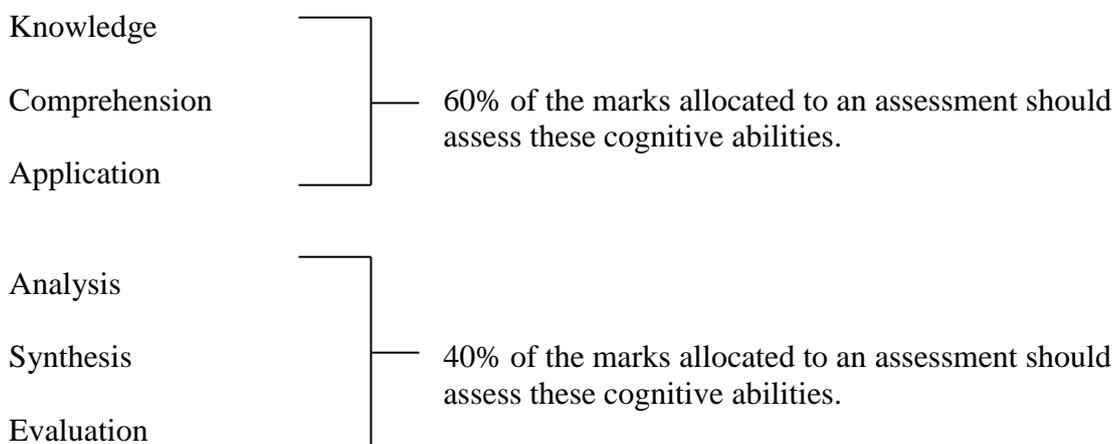 Knowledge
Comprehension
60% of the marks allocated to an assessment should
assess these cognitive abilities.
Application
Analysis
Synthesis
40% of the marks allocated to an assessment should
assess these cognitive abilities.
Evaluation